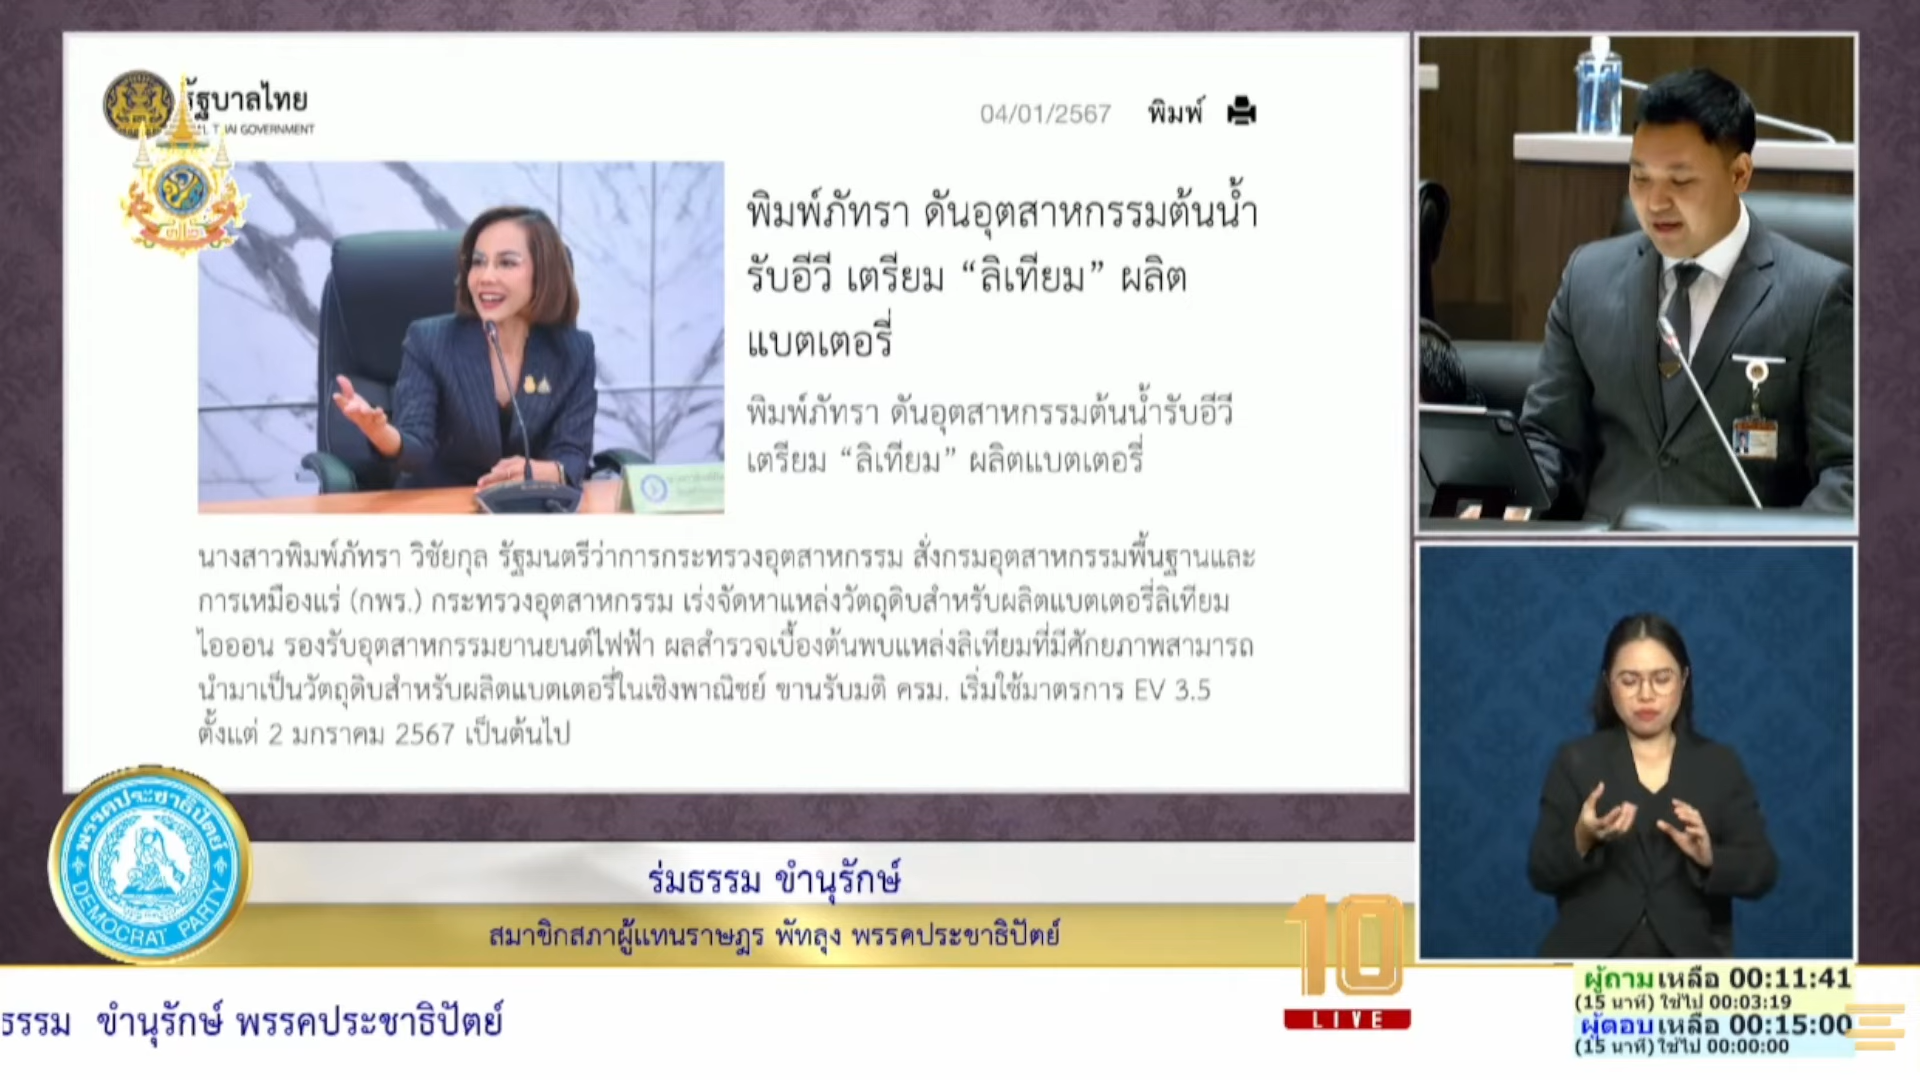 รัฐบาลไทย
THAI GOVERNMENT
04/01/2567 พิมพ์
พิมพ์ภัทรา ดันอุตสาหกรรมต้นน้ำ
รับอีวี เตรียม “ลิเทียม” ผลิต
แบตเตอรี่
พิมพ์ภัทรา ดันอุตสาหกรรมต้นน้ำรับอีวี
เตรียม “ลิเทียม” ผลิตแบตเตอรี่
นางสาวพิมพ์ภัทรา วิชัยกุล รัฐมนตรีว่าการกระทรวงอุตสาหกรรม สั่งกรมอุตสาหกรรมพื้นฐานและ
การเหมืองแร่ (กพร.) กระทรวงอุตสาหกรรม เร่งจัดหาแหล่งวัตถุดิบสำหรับผลิตแบตเตอรี่ลิเทียม
ไอออน รองรับอุตสาหกรรมยานยนต์ไฟฟ้า ผลสำรวจเบื้องต้นพบแหล่งลิเทียมที่มีศักยภาพสามารถ
นำมาเป็นวัตถุดิบสำหรับผลิตแบตเตอรี่ในเชิงพาณิชย์ ขานรับมติ ครม. เริ่มใช้มาตรการ EV 3.5
ตั้งแต่ 2 มกราคม 2567 เป็นต้นไป
พรรคประชาธิปัตย์
DEMOCRAT PARTY
ร่มธรรม ขำนุรักษ์
สมาชิกสภาผู้แทนราษฎร พัทลุง พรรคประชาธิปัตย์
10
LIVE
ธรรม ขำนุรักษ์ พรรคประชาธิปัตย์
ผู้ถามเหลือ 00:11:41
(15 นาที) ใช้ไป 00:03:19
ผู้ตอบเหลือ 00:15:00
(15 นาที) ใช้ไป 00:00:00